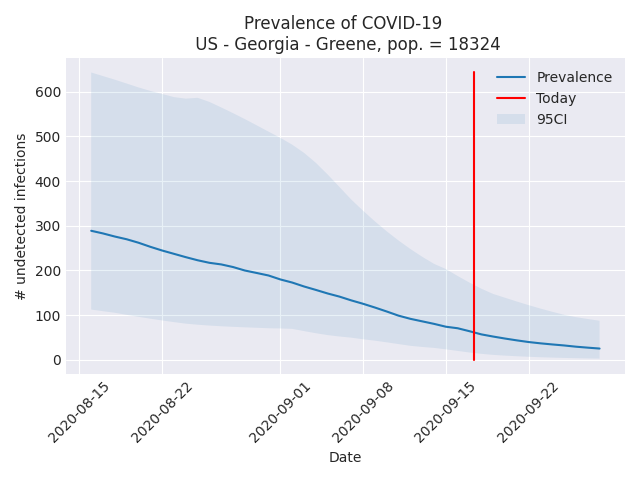 Prevalence of COVID-19
US - Georgia - Greene, pop. = 18324
Prevalence
Today
95CI
# undetected infections
600
500
400
300
200
100
0
2020-08-15
2020-08-22
2020-09-01
2020-09-08
2020-09-15
2020-09-22
Date